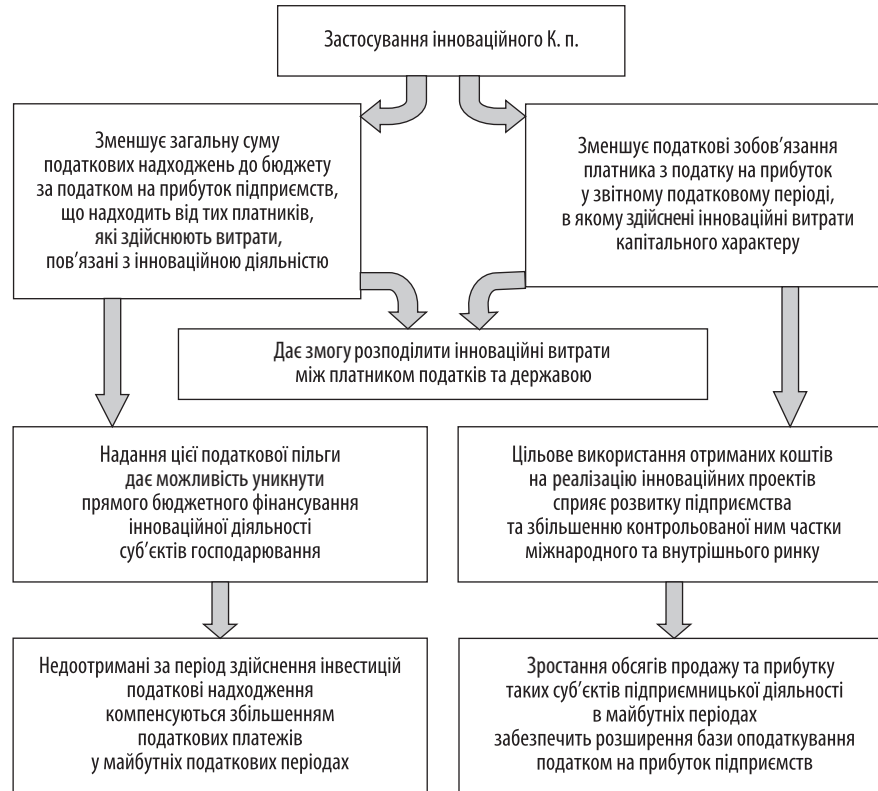 Застосування інноваційного К. п.
Зменшує загальну суму
податкових надходжень до бюджету
за податком на прибуток підприємств,
що надходить від тих платників,
які здійснюють витрати,
пов’язані з інноваційною діяльністю
Зменшує податкові зобов’язання
платника з податку на прибуток
у звітному податковому періоді,
в якому здійснені інноваційні витрати
капітального характеру
Дає змогу розподілити інноваційні витрати
між платником податків та державою
Надання цієї податкової пільги
дає можливість уникнути
прямого бюджетного фінансування
інноваційної діяльності
суб’єктів господарювання
Цільове використання отриманих коштів
на реалізацію інноваційних проектів
сприяє розвитку підприємства
та збільшенню контрольованої ним частки
міжнародного та внутрішнього ринку
Недоотримані за період здійснення інвестицій
податкові надходження
компенсуються збільшенням
податкових платежів
у майбутніх податкових періодах
Зростання обсягів продажу та прибутку
таких суб’єктів підприємницької діяльності
в майбутніх періодах
забезпечить розширення бази оподаткування
податком на прибуток підприємств